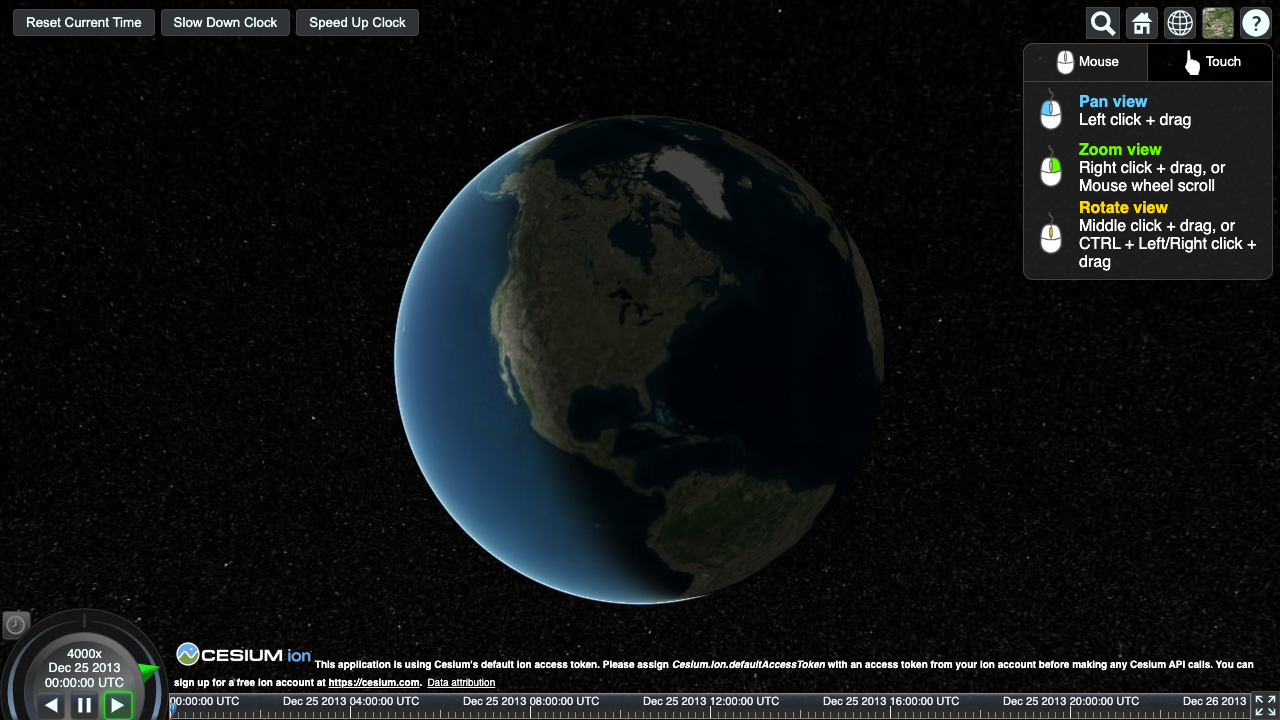 Reset Current Time
Slow Down Clock
Speed Up Clock
?
Mouse
Touch
Pan view
Left click + drag
Zoom view
Right click + drag, or
Mouse wheel scroll
Rotate view
Middle click + drag, or
CTRL + Left/Right click +
drag
4000x
Dec 25 2013
00:00:00 UTC
CESIUM ion
This application is using Cesium's default ion access token. Please assign Cesium.Ion.defaultAccessToken with an access token from your ion account before making any Cesium API calls. You can
sign up for a free ion account at https://cesium.com. Data attribution
00:00:00 UTC
Dec 25 2013 04:00:00 UTC
Dec 25 2013 08:00:00 UTC
Dec 25 2013 12:00:00 UTC
Dec 25 2013 16:00:00 UTC
Dec 25 2013 20:00:00 UTC
Dec 26 2013